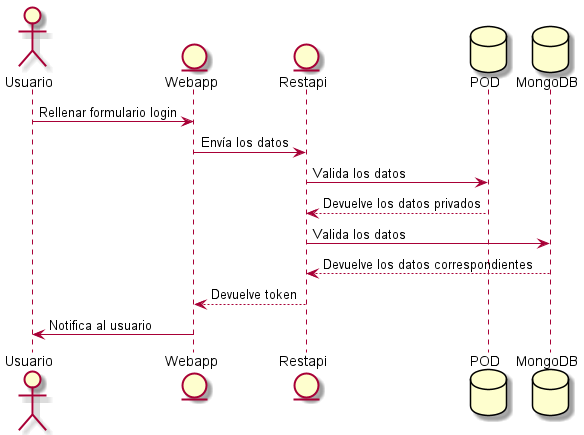 Usuario
Webapp
Restapi
POD
MongoDB
Rellenar formulario login
Envía los datos
Valida los datos
Devuelve los datos privados
Valida los datos
Devuelve los datos correspondientes
Devuelve token
Notifica al usuario
Usuario
Webapp
Restapi
POD
MongoDB